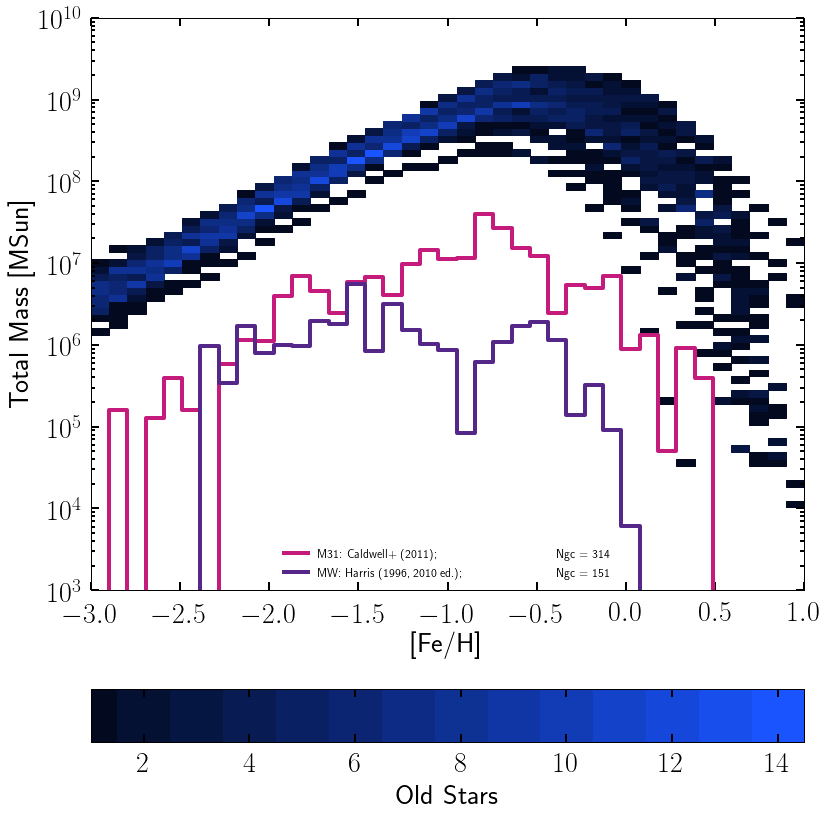 10^10
10^9
10^8
10^7
10^6
10^5
10^4
10^3
Total Mass [MSun]
M31: Caldwell+ (2011); Ngc = 314
MW: Harris (1996, 2010 ed.); Ngc = 151
−3.0 −2.5 −2.0 −1.5 −1.0 −0.5 0.0 0.5 1.0
[Fe/H]
2 4 6 8 10 12 14
Old Stars